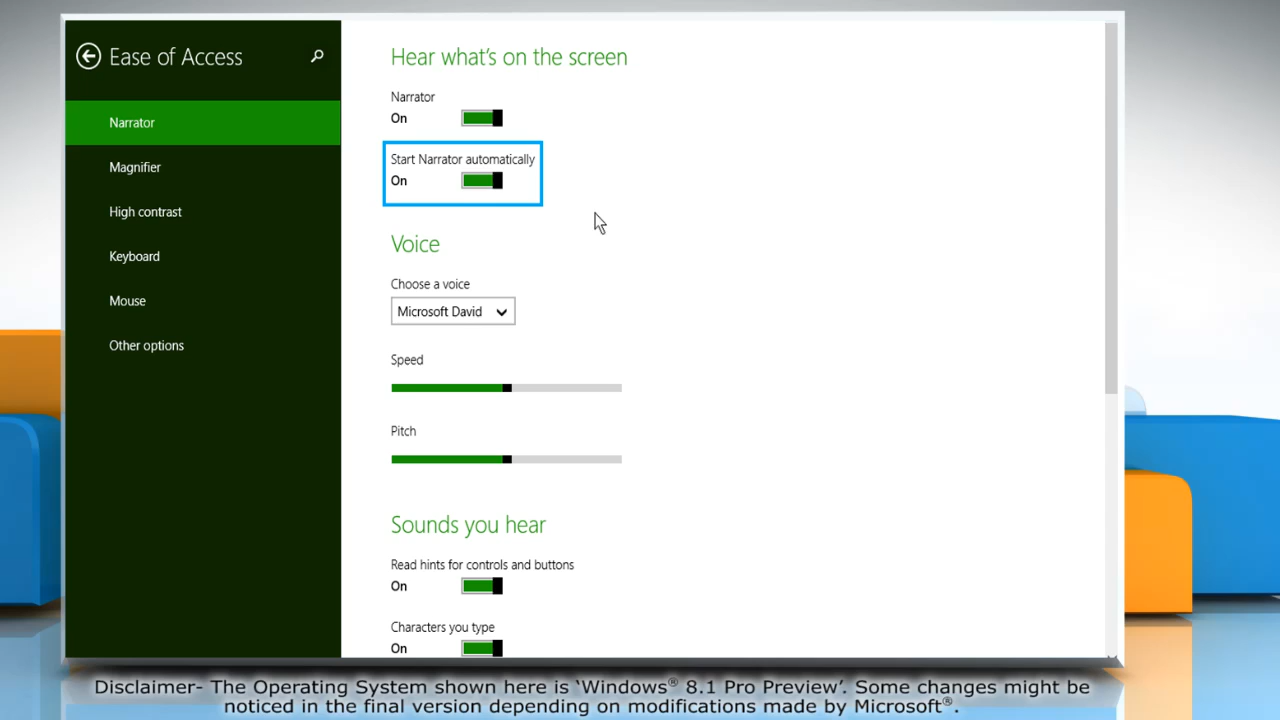 Ease of Access
Narrator
Magnifier
High contrast
Keyboard
Mouse
Other options
Hear what's on the screen
Narrator
On
Start Narrator automatically
On
Voice
Choose a voice
Microsoft David
Speed
Pitch
Sounds you hear
Read hints for controls and buttons
On
Characters you type
On
Disclaimer- The Operating System shown here is ‘Windows® 8.1 Pro Preview’. Some changes might be
noticed in the final version depending on modifications made by Microsoft®.